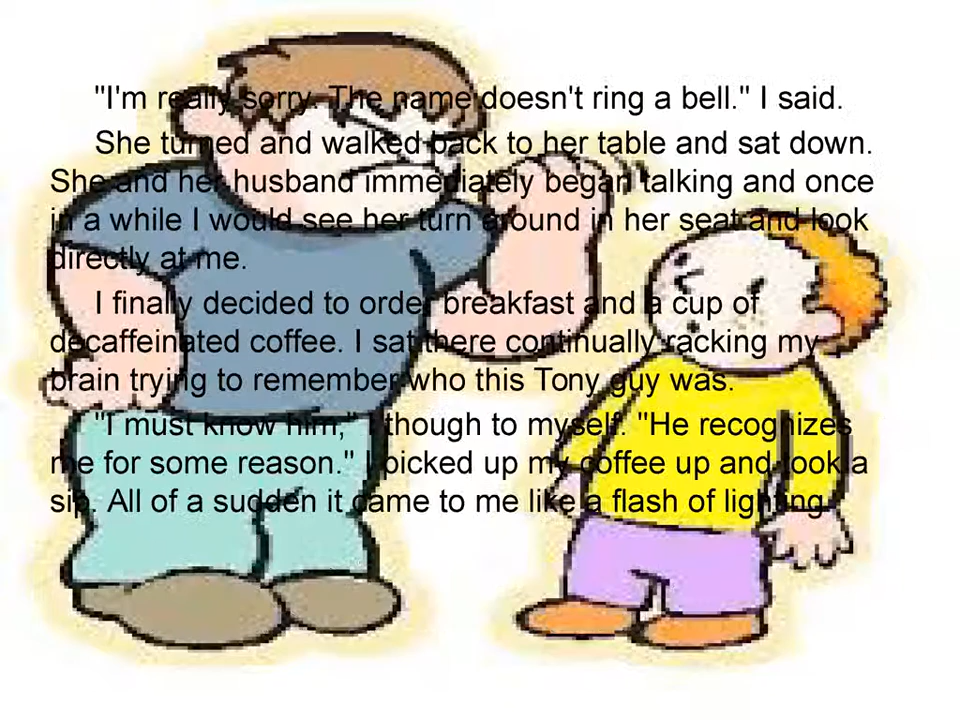 "I'm really sorry. The name doesn't ring a bell." I said.
She turned and walked back to her table and sat down.
She and her husband immediately began talking and once
in a while I would see her turn around in her seat and look
directly at me.
I finally decided to order breakfast and a cup of
decaffeinated coffee. I sat there continually racking my
brain trying to remember who this Tony guy was.
"I must know him," I though to myself. "He recognizes
me for some reason." I picked up my coffee up and took a
sip. All of a sudden it came to me like a flash of lighting.